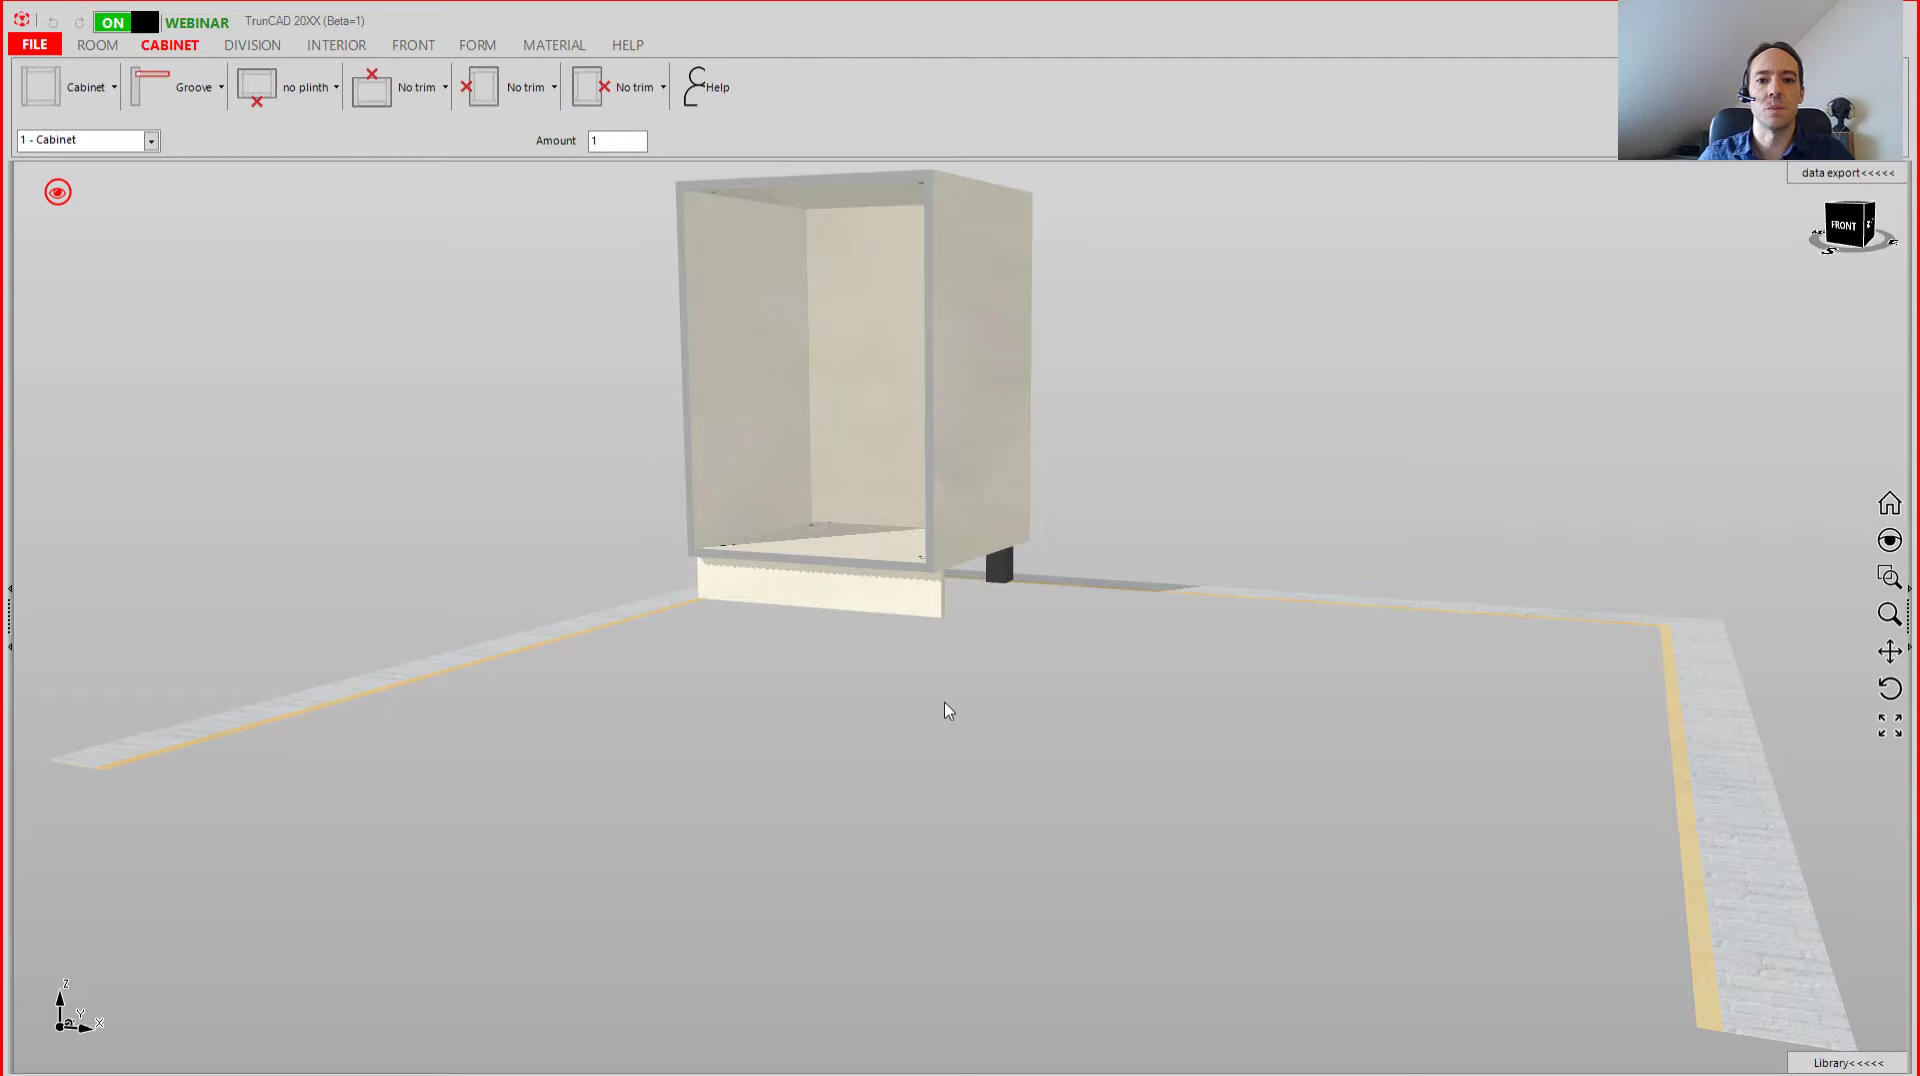 ON WEBINAR TrunCAD 20XX (Beta=1)
FILE ROOM CABINET DIVISION INTERIOR FRONT FORM MATERIAL HELP
Cabinet Groove no plinth No trim No trim No trim Help
1 - Cabinet Amount 1
data export<<<<<
FRONT
Z
Y
X
Library<<<<<